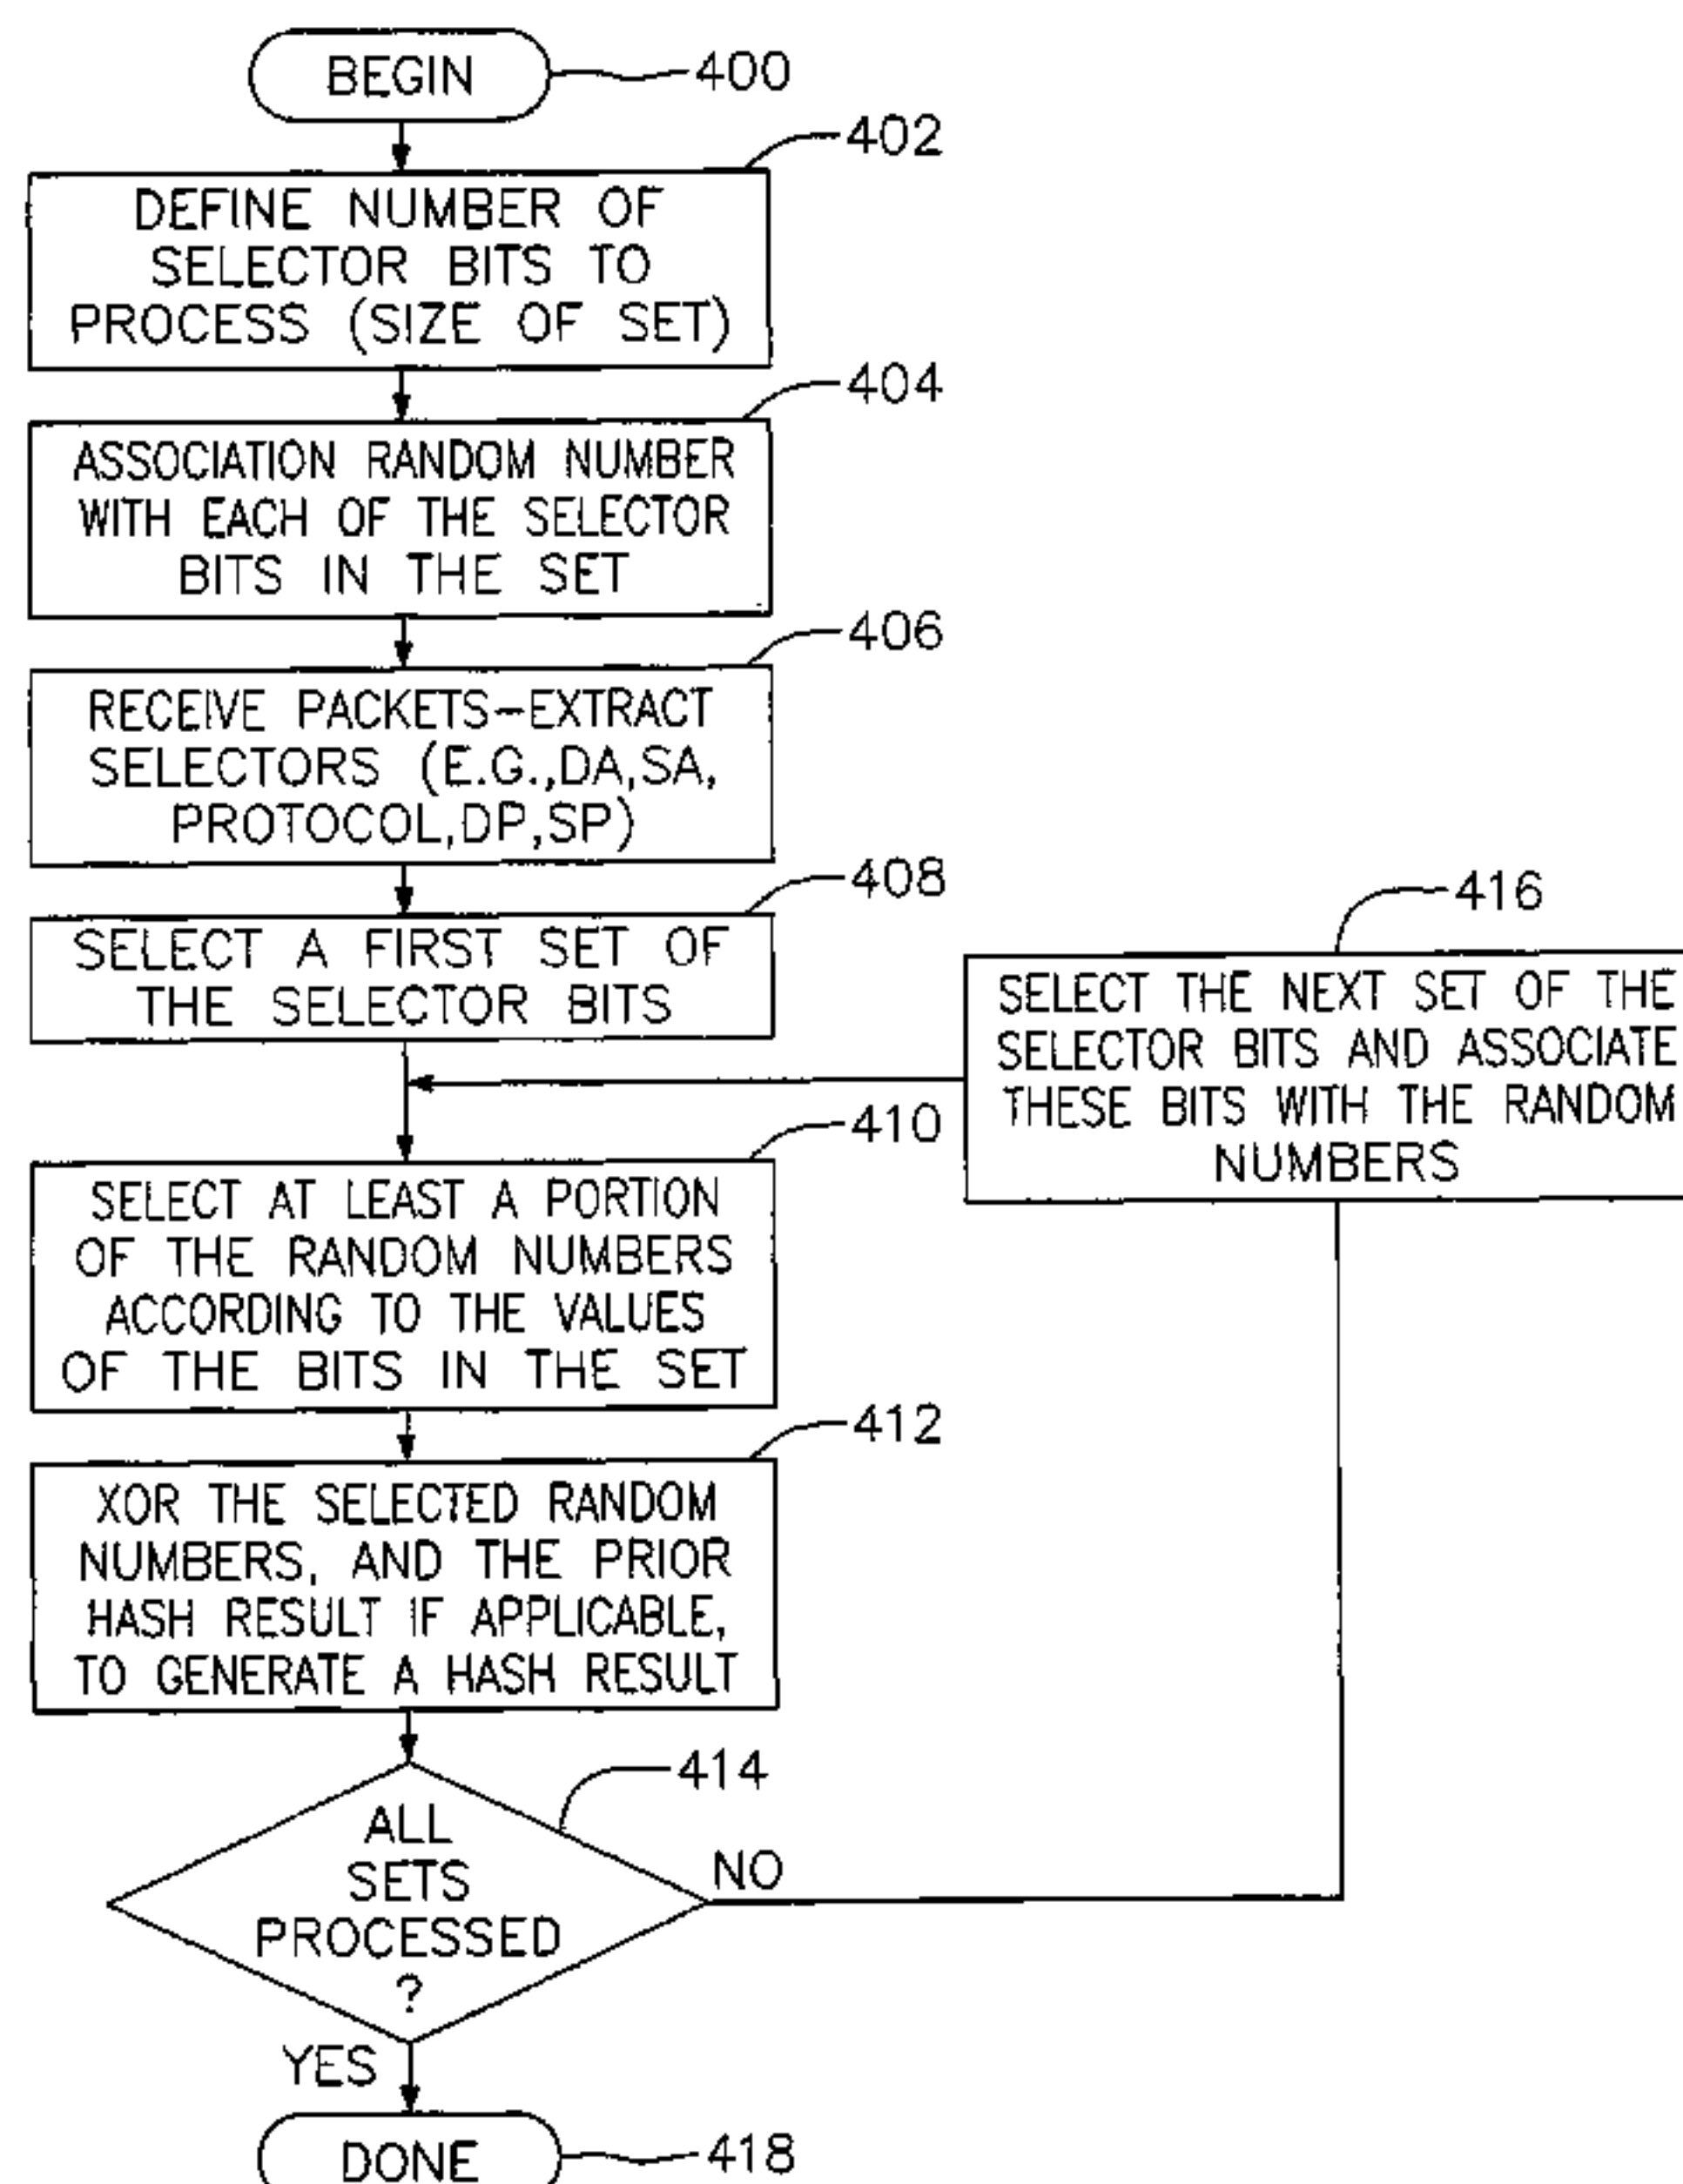 BEGIN
400
402
DEFINE NUMBER OF
SELECTOR BITS TO
PROCESS (SIZE OF SET)
404
ASSOCIATION RANDOM NUMBER
WITH EACH OF THE SELECTOR
BITS IN THE SET
406
RECEIVE PACKETS-EXTRACT
SELECTORS (E.G.,DA,SA,
PROTOCOL,DP,SP)
408
SELECT A FIRST SET OF
THE SELECTOR BITS
416
SELECT THE NEXT SET OF THE
SELECTOR BITS AND ASSOCIATE
THESE BITS WITH THE RANDOM
NUMBERS
410
SELECT AT LEAST A PORTION
OF THE RANDOM NUMBERS
ACCORDING TO THE VALUES
OF THE BITS IN THE SET
412
XOR THE SELECTED RANDOM
NUMBERS, AND THE PRIOR
HASH RESULT IF APPLICABLE,
TO GENERATE A HASH RESULT
414
ALL
SETS
PROCESSED
?
NO
YES
DONE
418